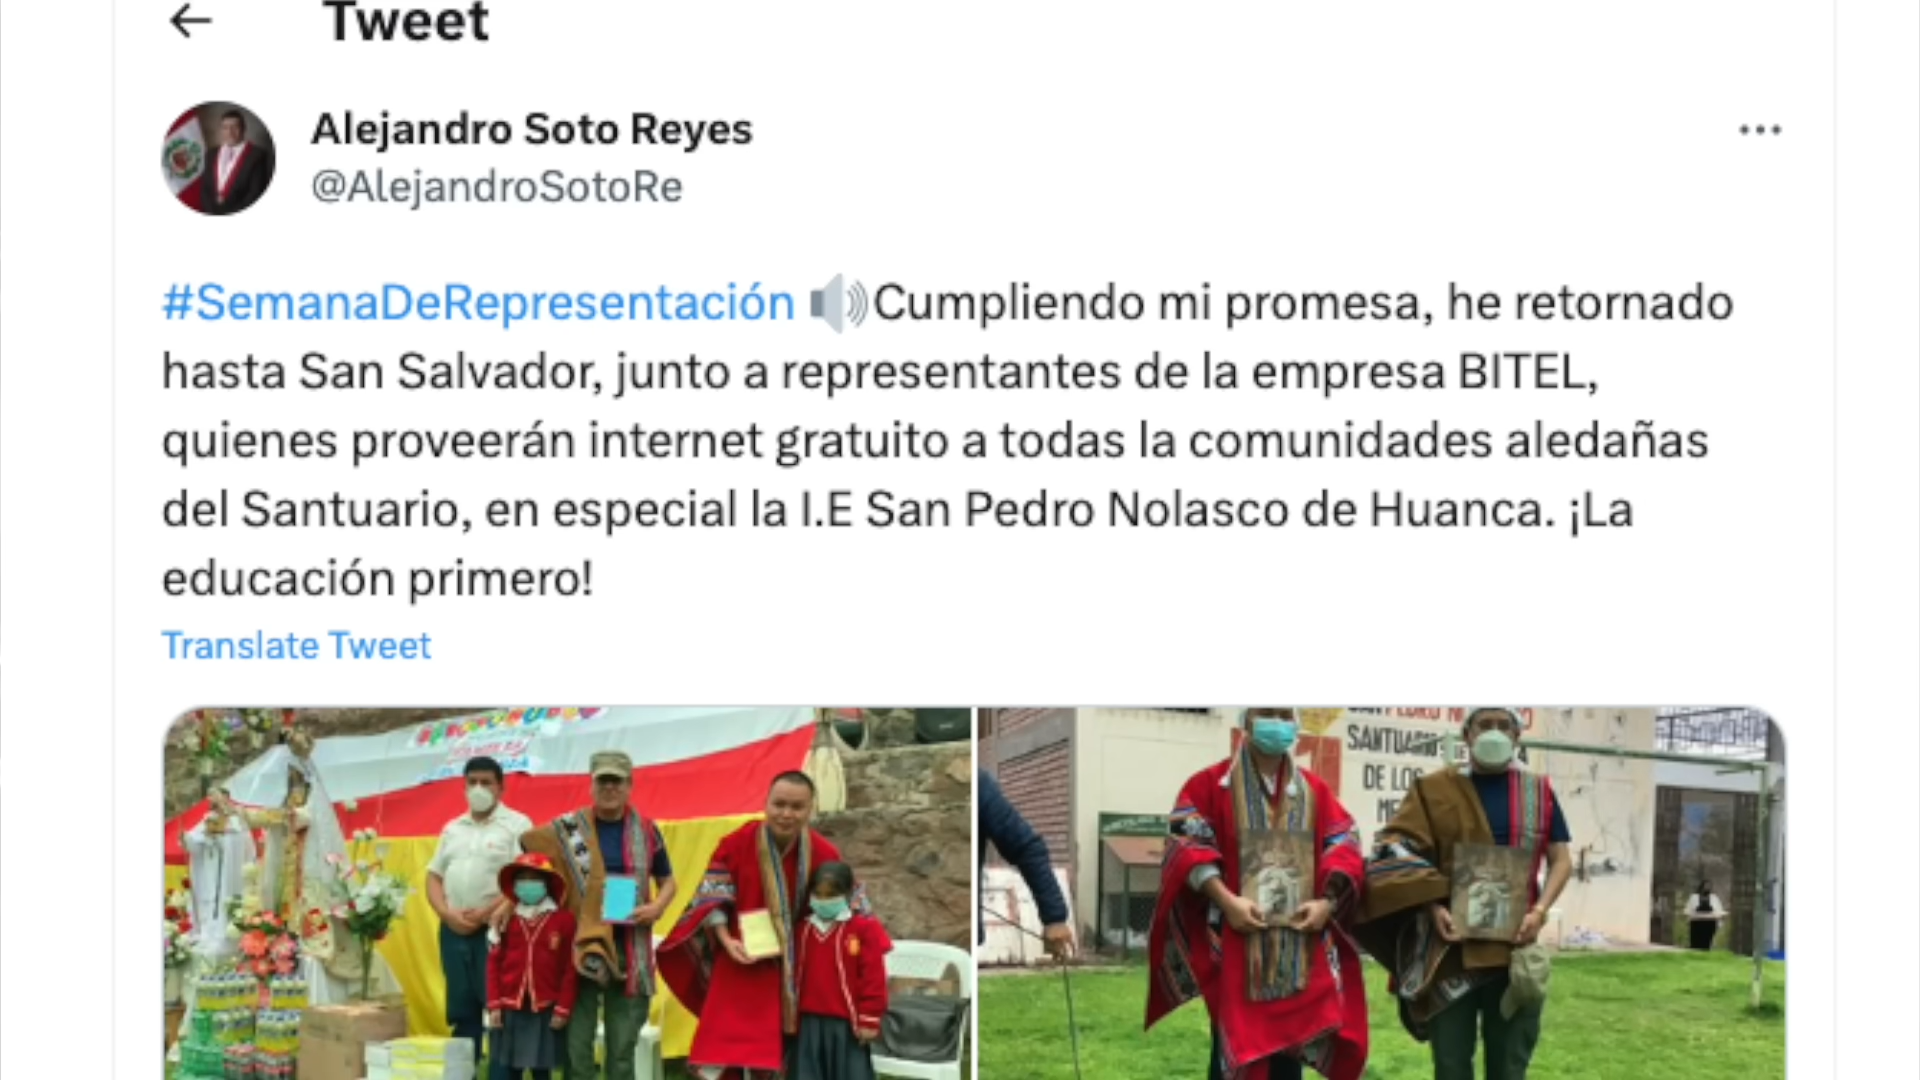 Tweet
Alejandro Soto Reyes
@AlejandroSotoRe
#SemanaDeRepresentación 🔊Cumpliendo mi promesa, he retornado
hasta San Salvador, junto a representantes de la empresa BITEL,
quienes proveerán internet gratuito a todas la comunidades aledañas
del Santuario, en especial la I.E San Pedro Nolasco de Huanca. ¡La
educación primero!
Translate Tweet
SANTUARIO DE
DE LOS